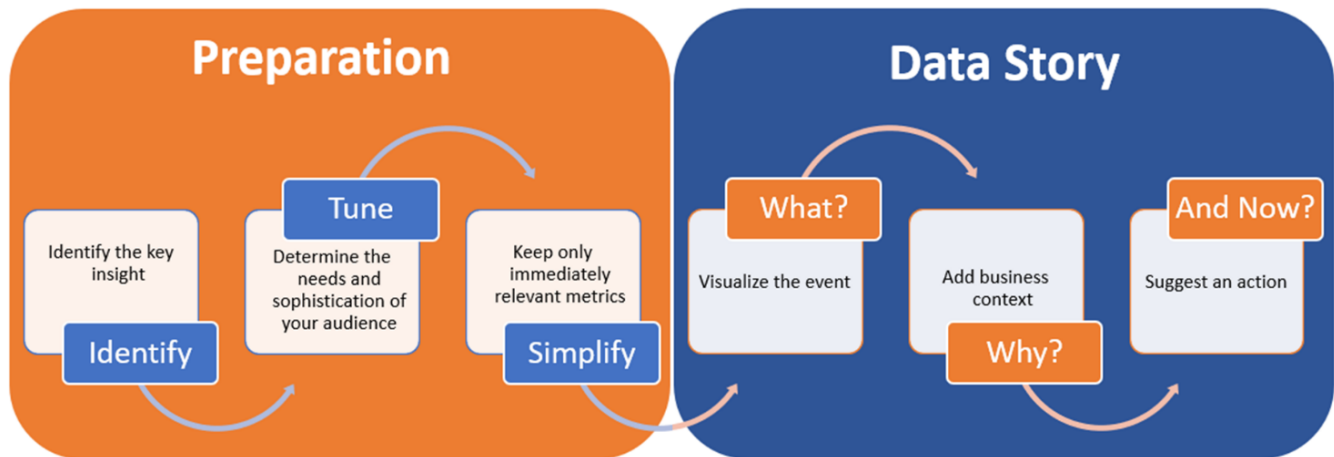 Preparation
Identify the key
insight
Identify
Tune
Determine the
needs and
sophistication of
your audience
Keep only
immediately
relevant metrics
Simplify
Data Story
What?
Visualize the event
Add business
context
Why?
And Now?
Suggest an action